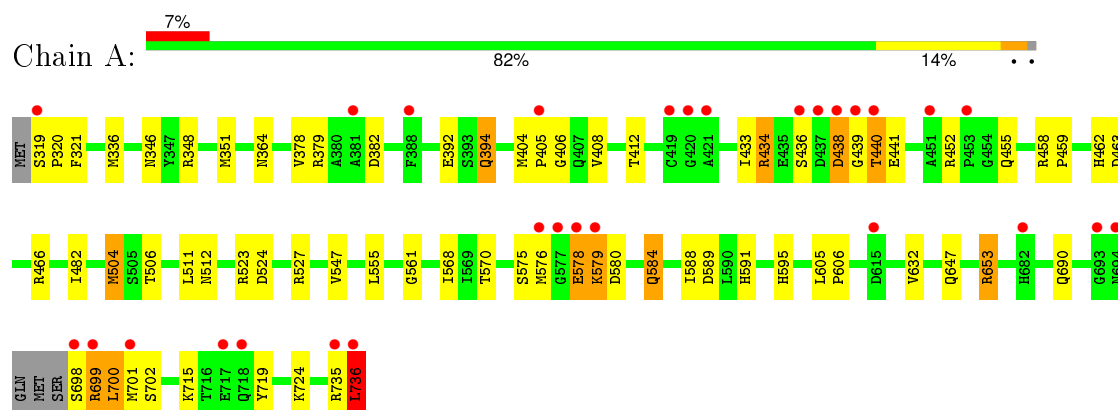 7%
Chain A:
82% 14% • •
MET S319 P320 F321 M336 N346 Y347 R348 M351 N364 V378 R379 A380 A381 D382 F388 E392 S393 Q394 M404 P405 G406 Q407 V408 T412 G419 G420 A421 I433 R434 E435 S436 D437 D438 G439 T440 E441 A451 R452 P453 G454 Q455 R458 P459 H462 D463
R466 I482 M504 S505 T506 L511 N512 R523 D524 R527 V547 L555 G561 I568 I569 T570 S575 M576 G577 E578 K579 D580 Q584 I588 D589 L590 H591 H595 L605 P606 D615 V632 Q647 R653 H682 Q690 G693 N694
GLN MET SER S698 R699 L700 M701 S702 K715 T716 E717 Q718 Y719 K724 R735 L736